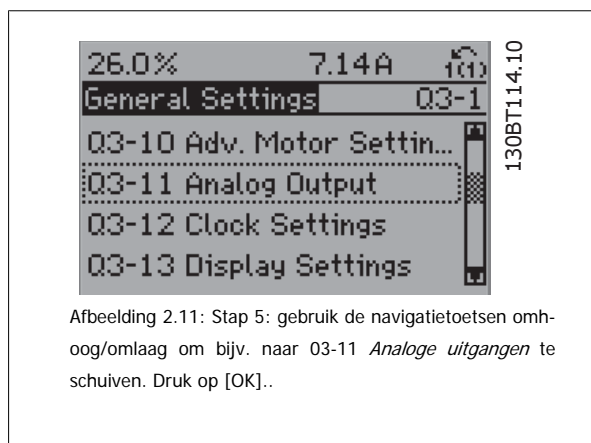 26.0% 7.14A 1(1)
General Settings Q3-1
Q3-10 Adv. Motor Settin...
Q3-11 Analog Output
Q3-12 Clock Settings
Q3-13 Display Settings
130BT114.10
Afbeelding 2.11: Stap 5: gebruik de navigatietoetsen omh-
oog/omlaag om bijv. naar 03-11 Analoge uitgangen te
schuiven. Druk op [OK]..